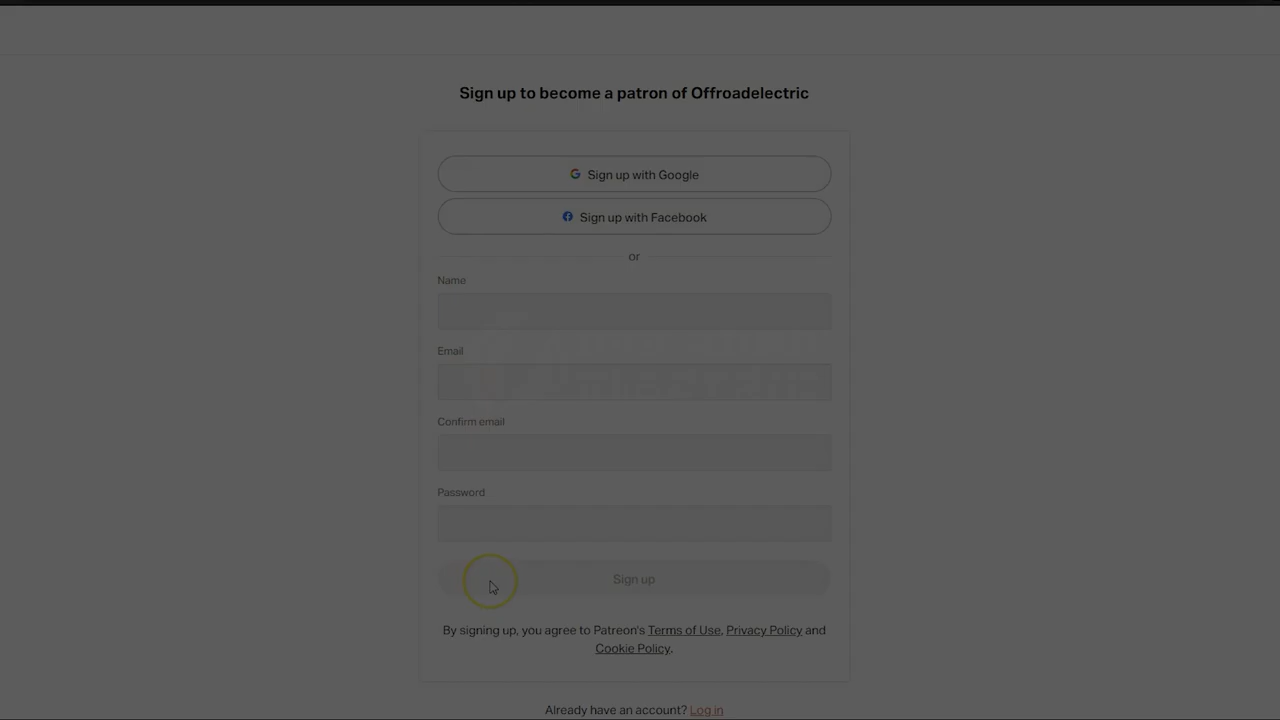 Sign up to become a patron of Offroadelectric
Sign up with Google
Sign up with Facebook
or
Name
Email
Confirm email
Password
Sign up
By signing up, you agree to Patreon's Terms of Use, Privacy Policy and
Cookie Policy.
Already have an account? Log in